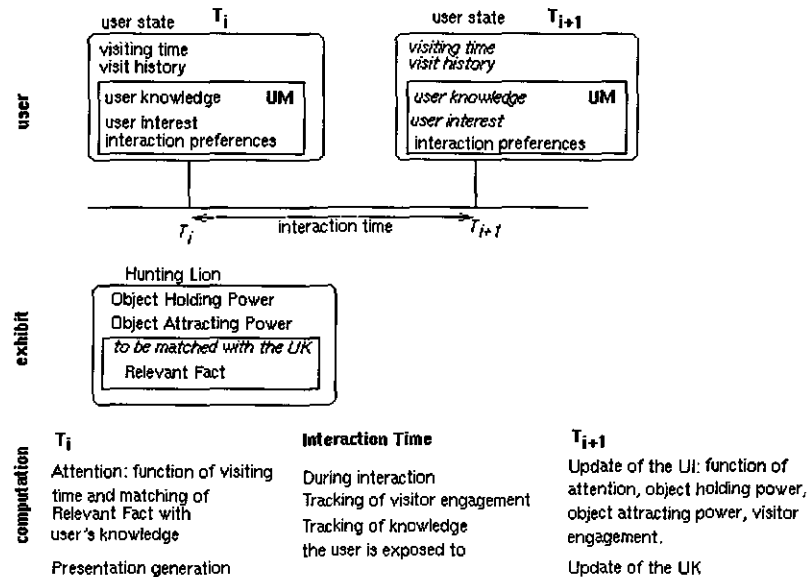 user state T_i
visiting time
visit history
user knowledge UM
user interest
interaction preferences
user state T_i+1
visiting time
visit history
user knowledge UM
user interest
interaction preferences
user
T_i interaction time T_i+1
Hunting Lion
Object Holding Power
Object Attracting Power
to be matched with the UK
Relevant Fact
exhibit
computation
T_i
Attention: function of visiting
time and matching of
Relevant Fact with
user's knowledge
Presentation generation
Interaction Time
During interaction
Tracking of visitor engagement
Tracking of knowledge
the user is exposed to
T_i+1
Update of the UI: function of
attention, object holding power,
object attracting power, visitor
engagement.
Update of the UK